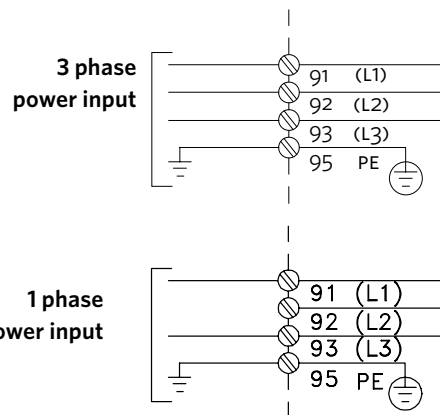 3 phase
power input
91 (L1)
92 (L2)
93 (L3)
95 PE
1 phase
ower input
91 (L1)
92 (L2)
93 (L3)
95 PE